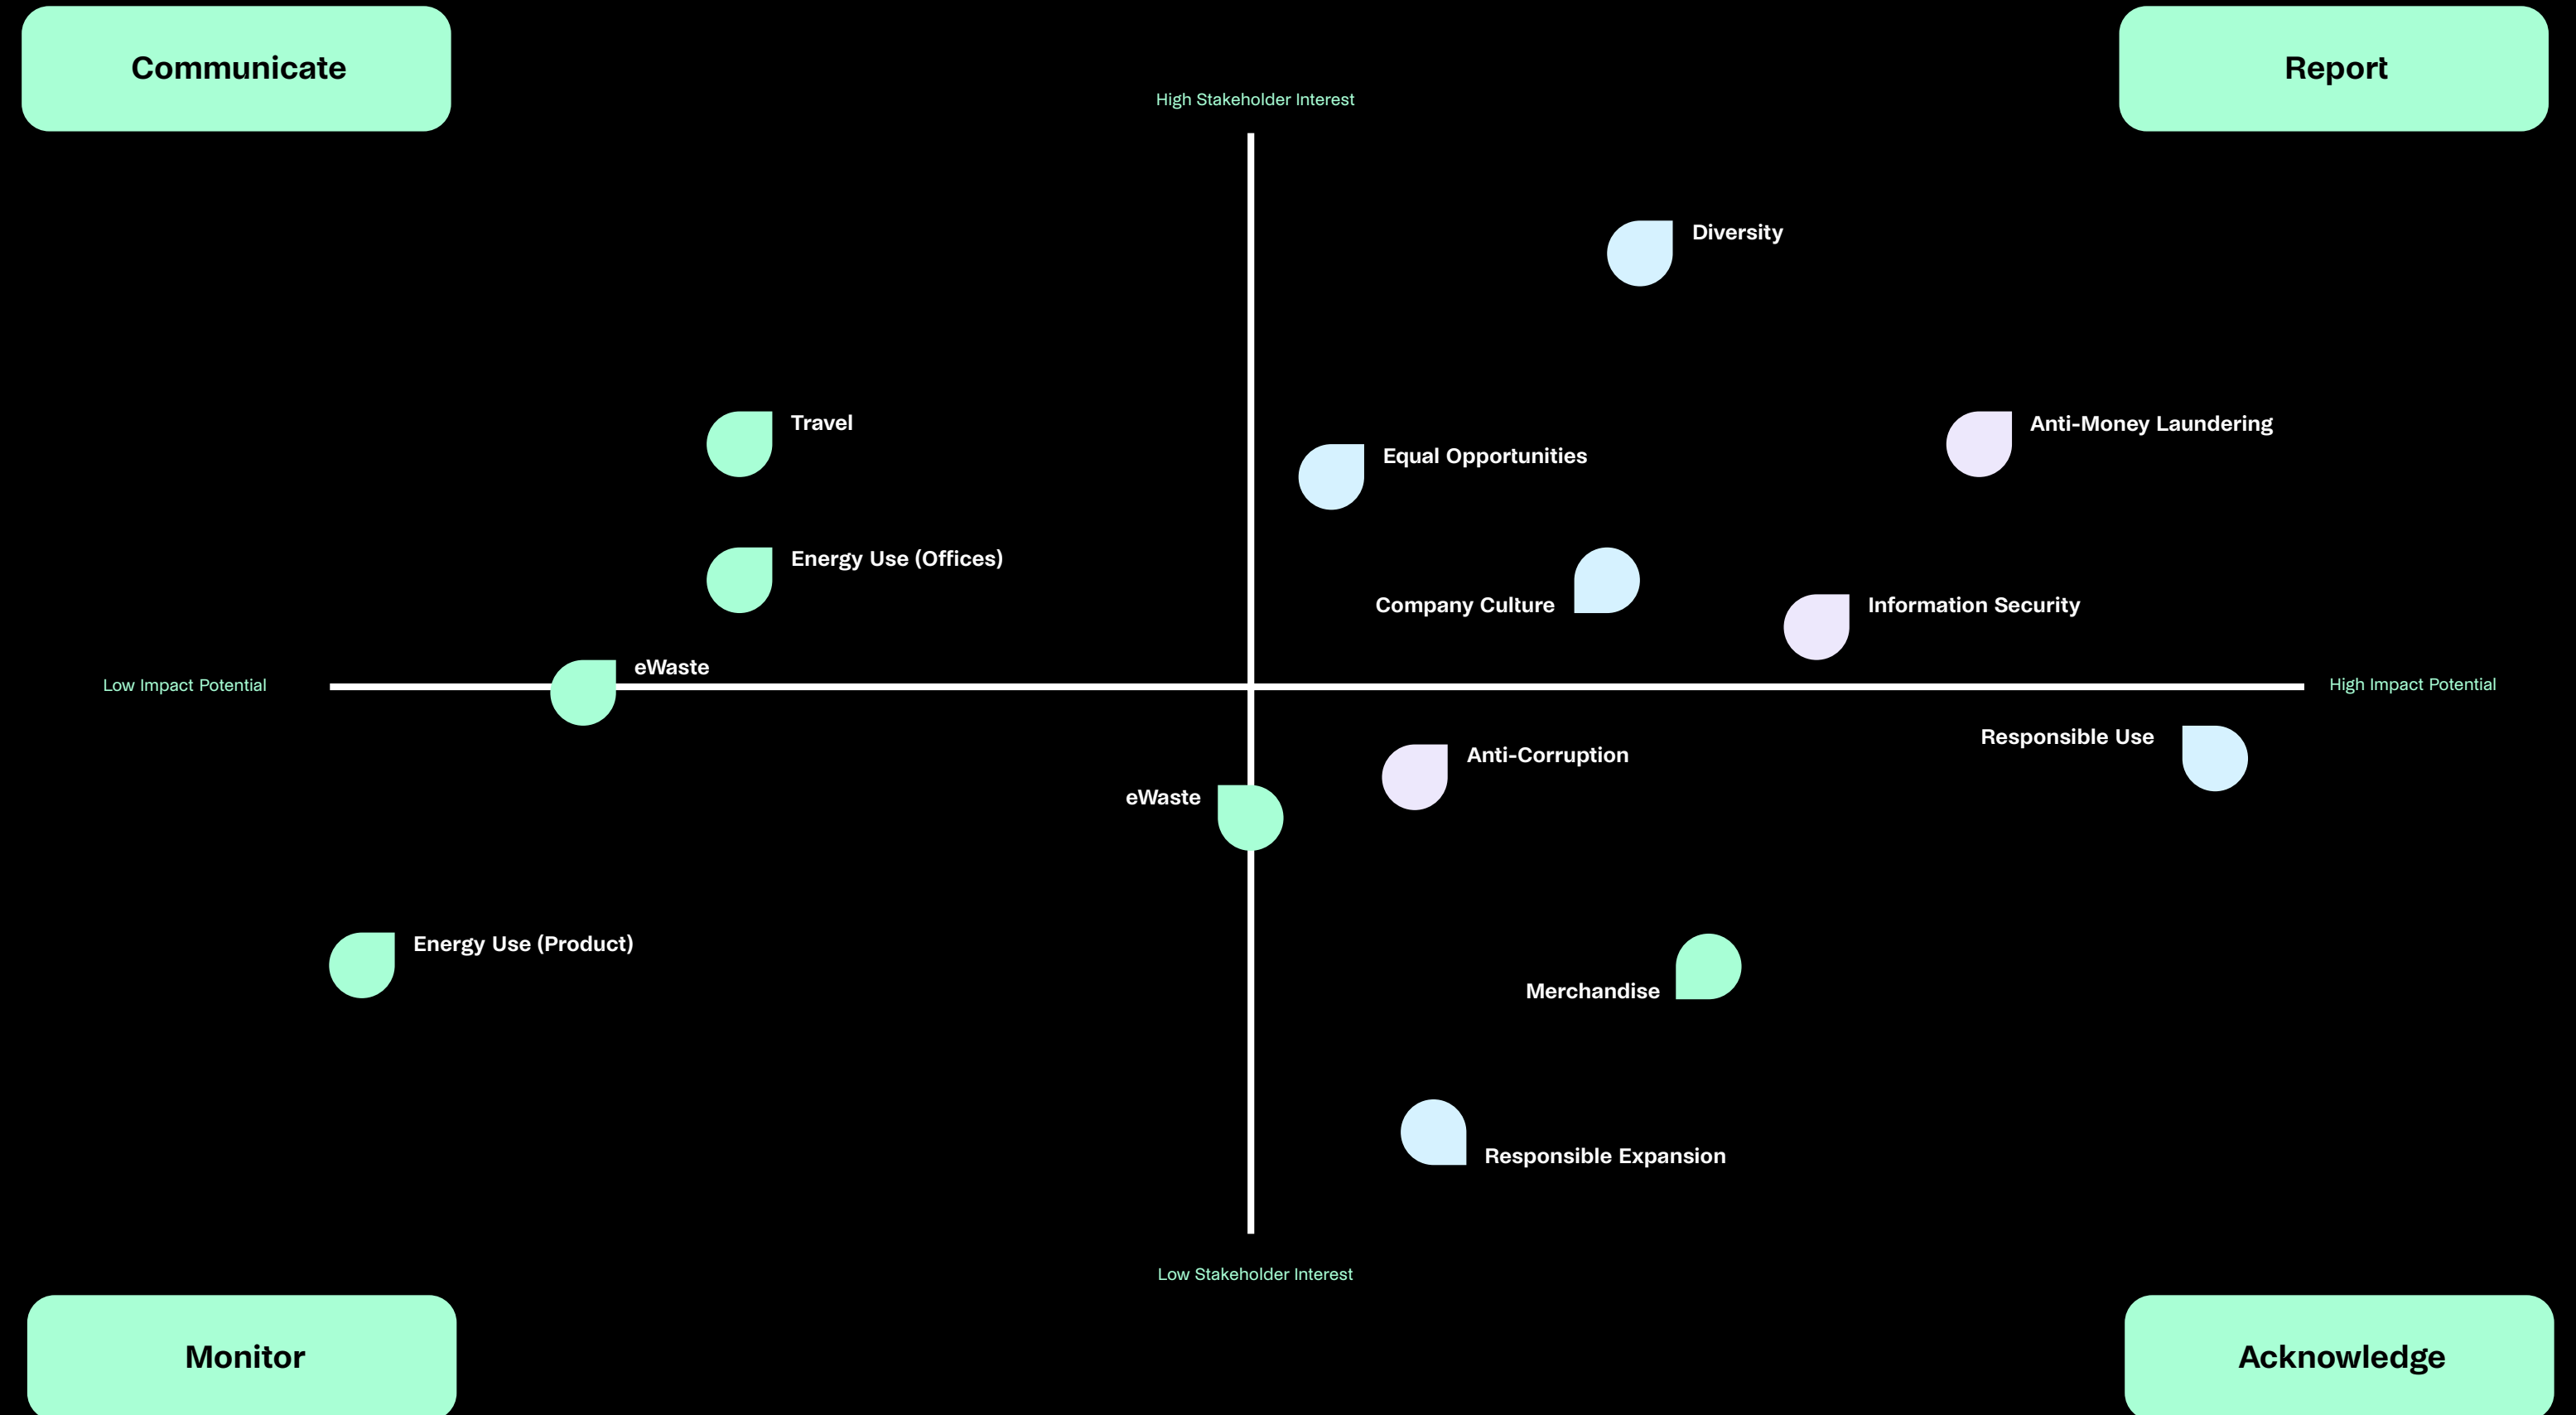 Communicate
Report
High Stakeholder Interest
Diversity
Travel
Anti-Money Laundering
Equal Opportunities
Energy Use (Offices)
Company Culture
Information Security
eWaste
Low Impact Potential
High Impact Potential
Responsible Use
Anti-Corruption
eWaste
Energy Use (Product)
Merchandise
Responsible Expansion
Low Stakeholder Interest
Monitor
Acknowledge